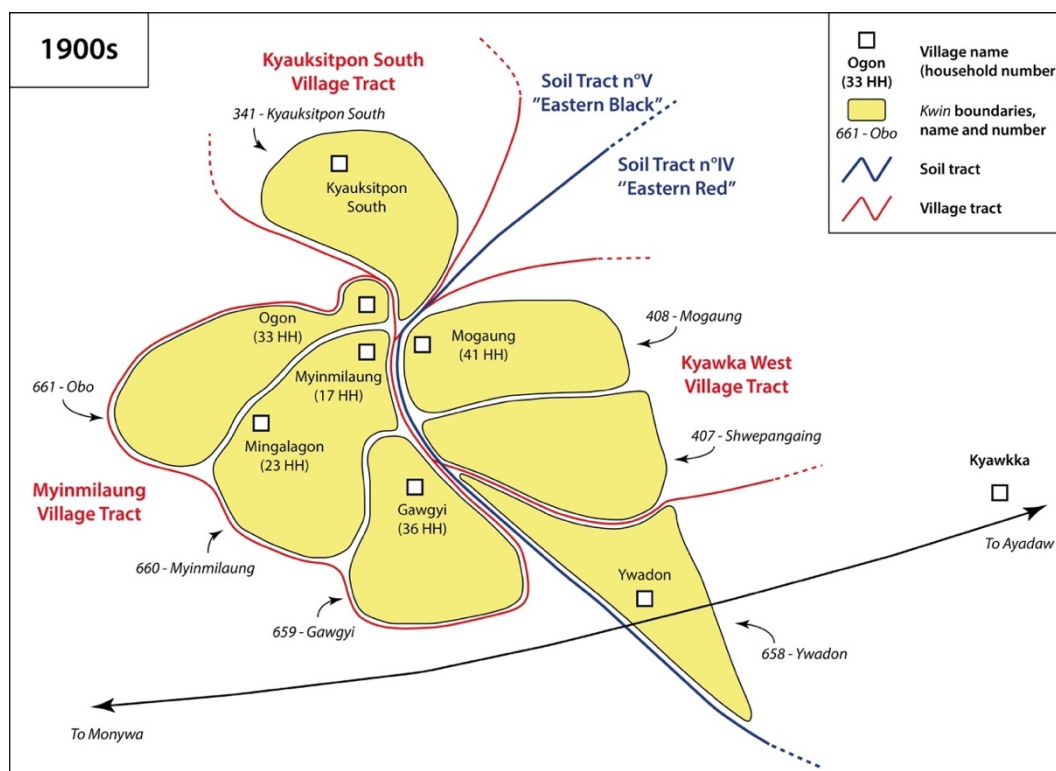 1900s
Kyauksitpon South
Village Tract
341 - Kyauksitpon South
Kyauksitpon
South
Soil Tract n°V
"Eastern Black"
Soil Tract n°IV
"Eastern Red"
Ogon
(33 HH)
Village name
(household number)
661 - Obo
Kwin boundaries,
name and number
Soil tract
Village tract
Ogon
(33 HH)
Myinmilaung
(17 HH)
Mogaung
(41 HH)
408 - Mogaung
Kyawka West
Village Tract
661 - Obo
Mingalagon
(23 HH)
407 - Shwepangaing
Myinmilaung
Village Tract
Gawgyi
(36 HH)
Kyawkka
To Ayadaw
660 - Myinmilaung
Ywadon
659 - Gawgyi
658 - Ywadon
To Monywa